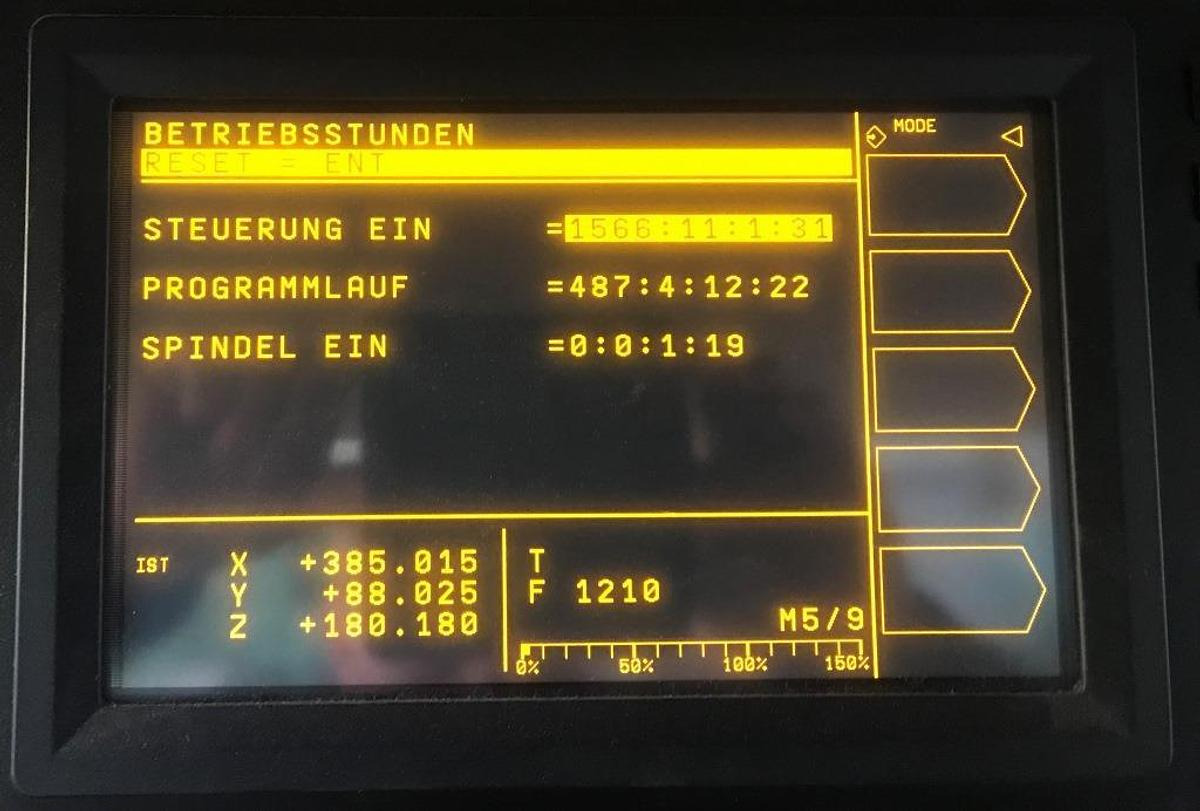 BETRIEBSSTUNDEN
RESET = ENT
STEUERUNG EIN =1566:11:1:31
PROGRAMMLAUF =487:4:12:22
SPINDEL EIN =0:0:1:19
MODE
IST X +385.015
Y +88.025
Z +180.180
T
F 1210
M5/9
0% 50% 100% 150%